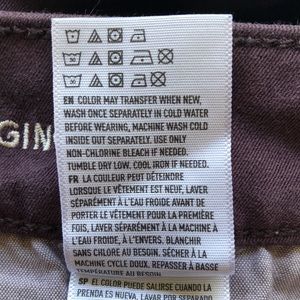 EN COLOR MAY TRANSFER WHEN NEW,
WASH ONCE SEPARATELY IN COLD WATER
BEFORE WEARING, MACHINE WASH COLD
INSIDE OUT SEPARATELY. USE ONLY
NON-CHLORINE BLEACH IF NEEDED.
TUMBLE DRY LOW. COOL IRON IF NEEDED.
FR LA COULEUR PEUT DÉTEINDRE
LORSQUE LE VÊTEMENT EST NEUF, LAVER
SÉPARÉMENT À L'EAU FROIDE AVANT DE
PORTER LE VÊTEMENT POUR LA PREMIÈRE
FOIS, LAVER SÉPARÉMENT À LA MACHINE À
L'EAU FROIDE, À L'ENVERS. BLANCHIR
SANS CHLORE AU BESOIN. SÉCHER À LA
MACHINE CYCLE DOUX. REPASSER À BASSE
TEMPÉRATURE AU BESOIN.
SP EL COLOR PUEDE SALIRSE CUANDO LA
PRENDA ES NUEVA, LAVAR POR SEPARADO
GING